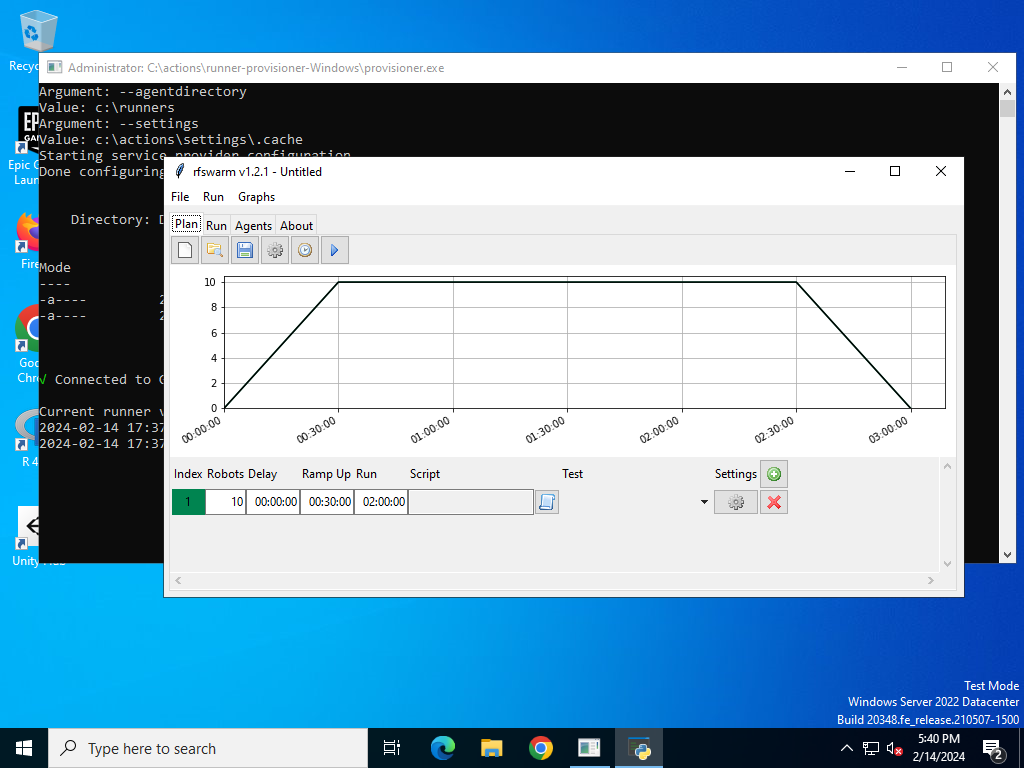 Recyc
Administrator: C:\actions\runner-provisioner-Windows\provisioner.exe
Argument: --agentdirectory
Value: c:\runners
Argument: --settings
Value: c:\actions\settings\.cache
Starting service provider configuration
Done configuring
Directory: D
Mode
----
-a---- 2
-a---- 2
√ Connected to G
Current runner v
2024-02-14 17:37
2024-02-14 17:37
EPIC
GAMES
Epic G
Laun
Fire
Goo
Chro
R 4
Unity Hub
rfswarm v1.2.1 - Untitled
File Run Graphs
Plan Run Agents About
10
8
6
4
2
0
00:00:00 00:30:00 01:00:00 01:30:00 02:00:00 02:30:00 03:00:00
Index Robots Delay Ramp Up Run Script Test Settings
1 10 00:00:00 00:30:00 02:00:00
Test Mode
Windows Server 2022 Datacenter
Build 20348.fe_release.210507-1500
Type here to search
5:40 PM
2/14/2024
2